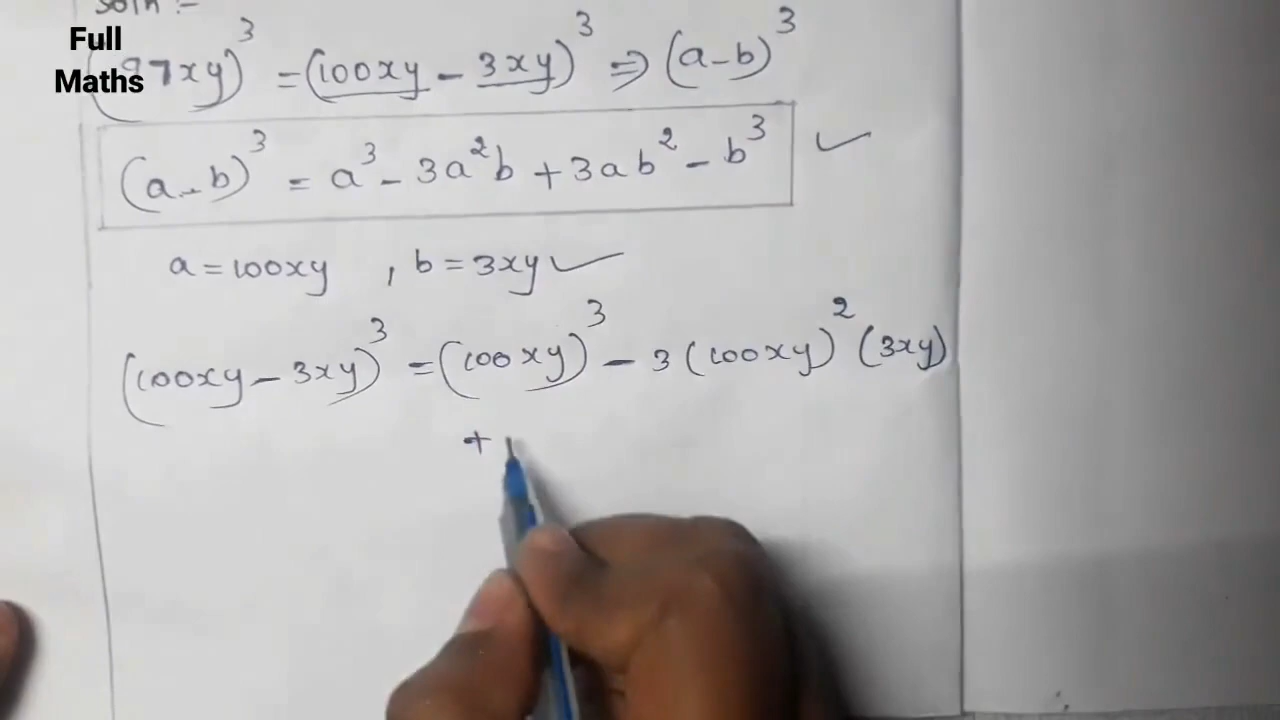 Soln :-
Full
Maths
(97xy)³ = (100xy - 3xy)³ ⇒ (a-b)³
(a-b)³ = a³ - 3a²b + 3ab² - b³ ✓
a = 100xy , b = 3xy ✓
(100xy - 3xy)³ = (100xy)³ - 3(100xy)²(3xy)
+